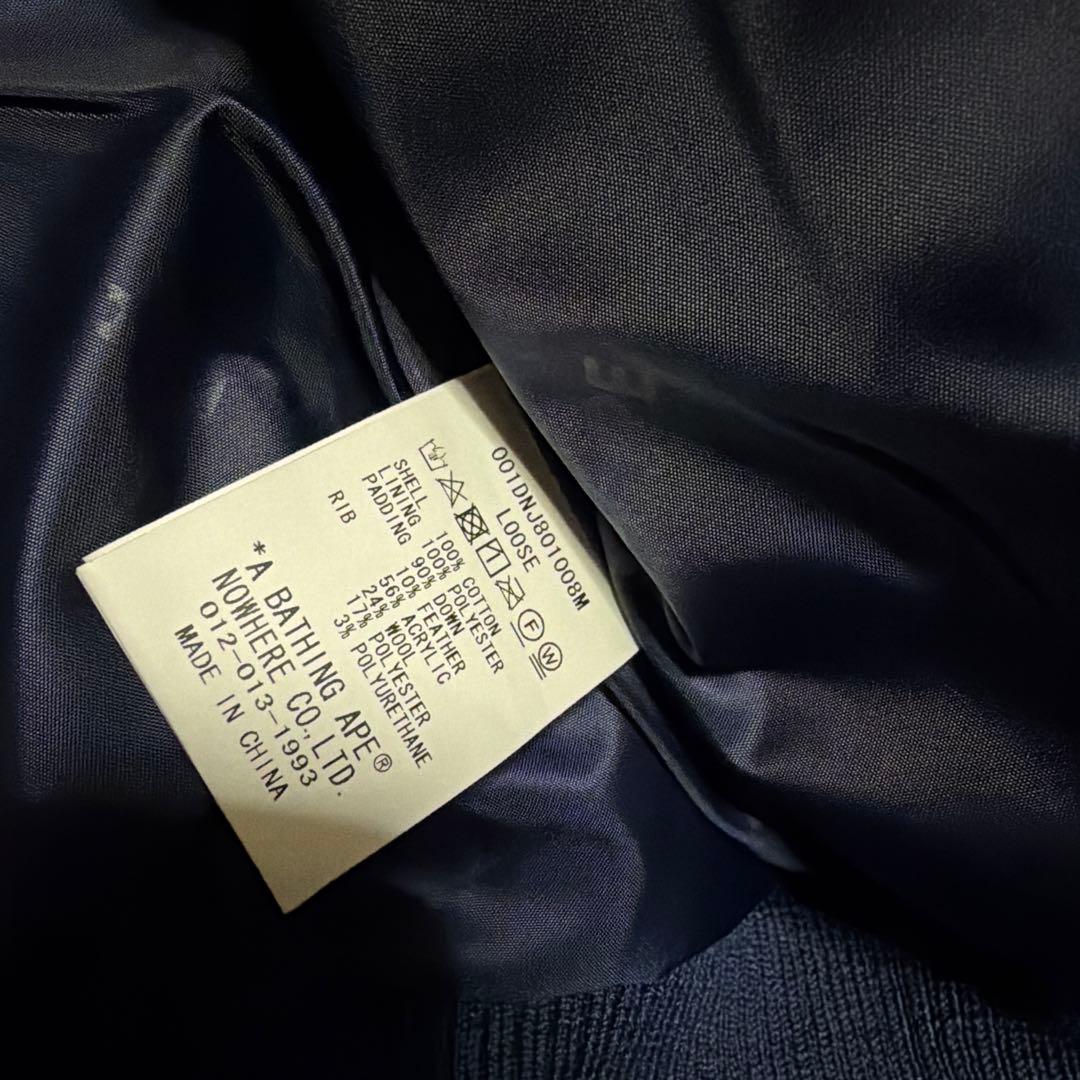 001DNJ801008M
LOOSE
SHELL 100% COTTON
LINING 100% POLYESTER
PADDING 90% DOWN
10% FEATHER
RIB 56% ACRYLIC
24% WOOL
17% POLYESTER
3% POLYURETHANE
*A BATHING APE®
NOWHERE CO.,LTD.
012-013-1993
MADE IN CHINA